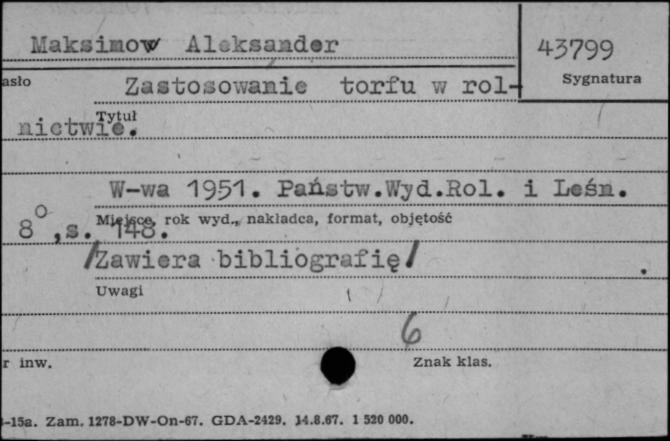 Maksimow Aleksander
43799
asło
Sygnatura
Zastosowanie torfu w rol-
Tytuł
nictwie.
W-wa 1951. Państw.Wyd.Rol. i Leśn.
Miejsce, rok wyd., nakładca, format, objętość
8°,s. 148.
/Zawiera bibliografię/
Uwagi
6
r inw.
Znak klas.
-15a. Zam. 1278-DW-On-67. GDA-2429. 14.8.67. 1 520 000.